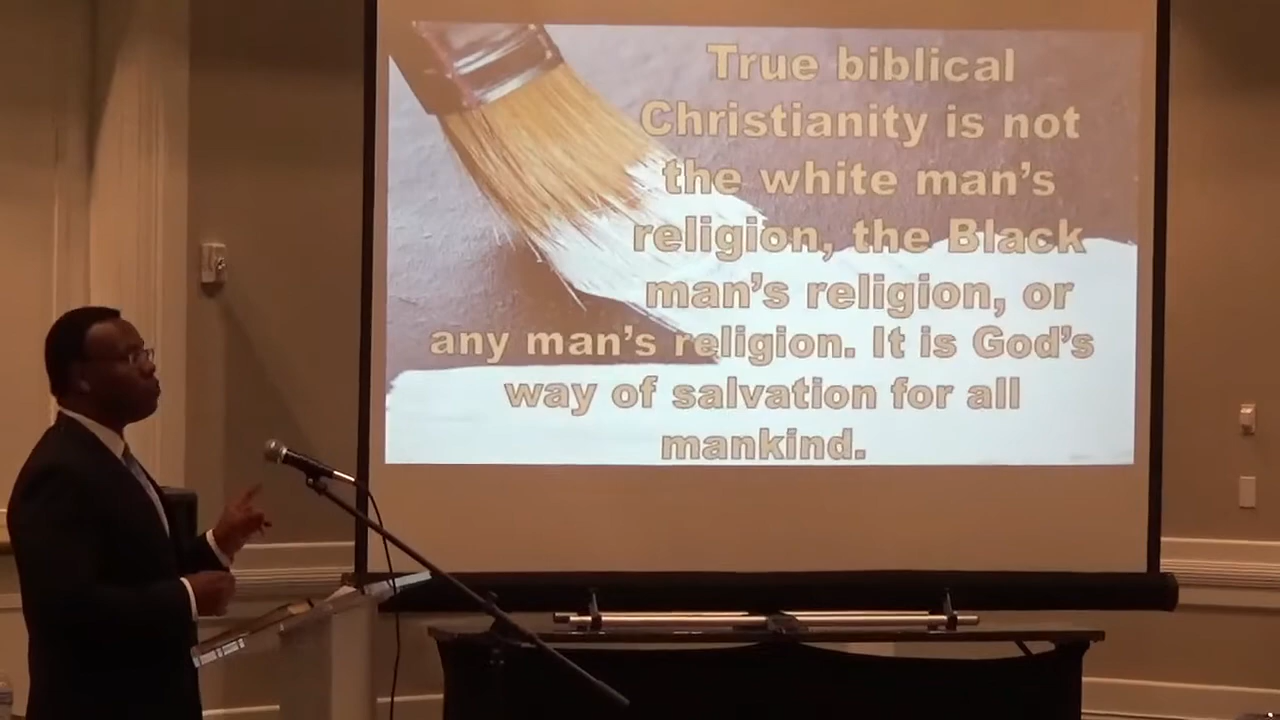 True biblical
Christianity is not
the white man's
religion, the Black
man's religion, or
any man's religion. It is God's
way of salvation for all
mankind.